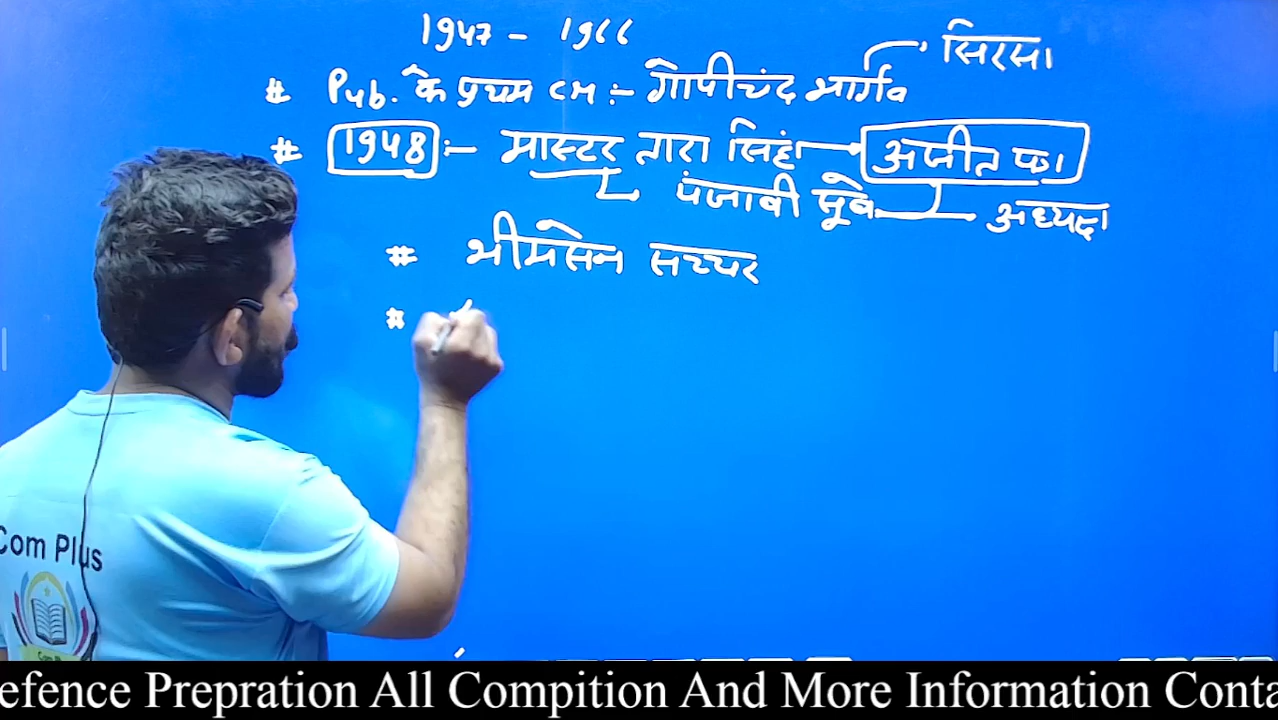 1947 - 1966
सिरसा
# Pub. के प्रथम CM :- गोपीचंद भार्गव
# 1948 :- मास्टर तारा सिंह अजीत पत्र
पंजाबी सूबे अध्यक्ष
# भीमसेन सच्चर
#
Com Plus
efence Prepration All Compition And More Information Conta